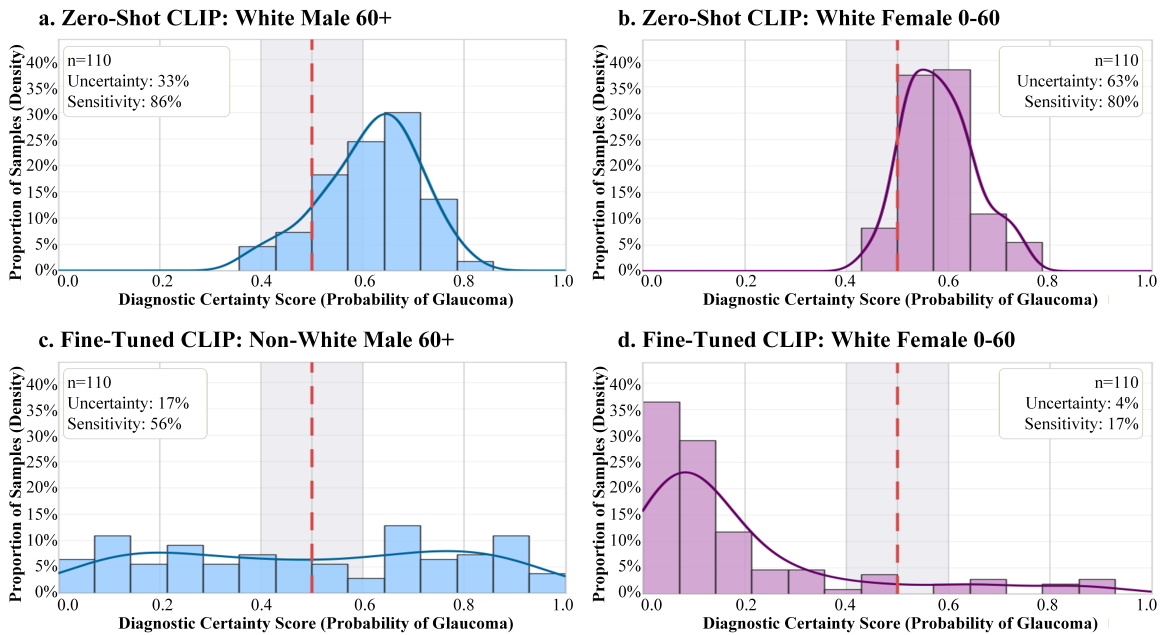 a. Zero-Shot CLIP: White Male 60+
Proportion of Samples (Density)
40%
35%
30%
25%
20%
15%
10%
5%
0%
n=110
Uncertainty: 33%
Sensitivity: 86%
0.0 0.2 0.4 0.6 0.8 1.0
Diagnostic Certainty Score (Probability of Glaucoma)
b. Zero-Shot CLIP: White Female 0-60
Proportion of Samples (Density)
40%
35%
30%
25%
20%
15%
10%
5%
0%
n=110
Uncertainty: 63%
Sensitivity: 80%
0.0 0.2 0.4 0.6 0.8 1.0
Diagnostic Certainty Score (Probability of Glaucoma)
c. Fine-Tuned CLIP: Non-White Male 60+
Proportion of Samples (Density)
40%
35%
30%
25%
20%
15%
10%
5%
0%
n=110
Uncertainty: 17%
Sensitivity: 56%
0.0 0.2 0.4 0.6 0.8 1.0
Diagnostic Certainty Score (Probability of Glaucoma)
d. Fine-Tuned CLIP: White Female 0-60
Proportion of Samples (Density)
40%
35%
30%
25%
20%
15%
10%
5%
0%
n=110
Uncertainty: 4%
Sensitivity: 17%
0.0 0.2 0.4 0.6 0.8 1.0
Diagnostic Certainty Score (Probability of Glaucoma)